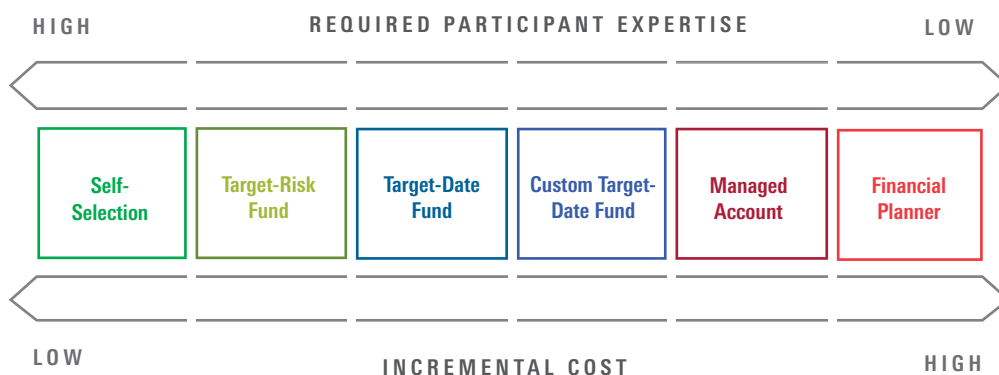 HIGH
REQUIRED PARTICIPANT EXPERTISE
LOW
Self-
Selection
Target-Risk
Fund
Target-Date
Fund
Custom Target-
Date Fund
Managed
Account
Financial
Planner
LOW
INCREMENTAL COST
HIGH